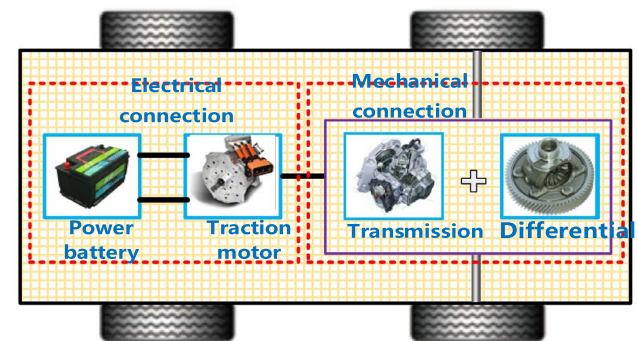 Electrical
connection
Mechanical
connection
Power
battery
Traction
motor
Transmission
+
Differential